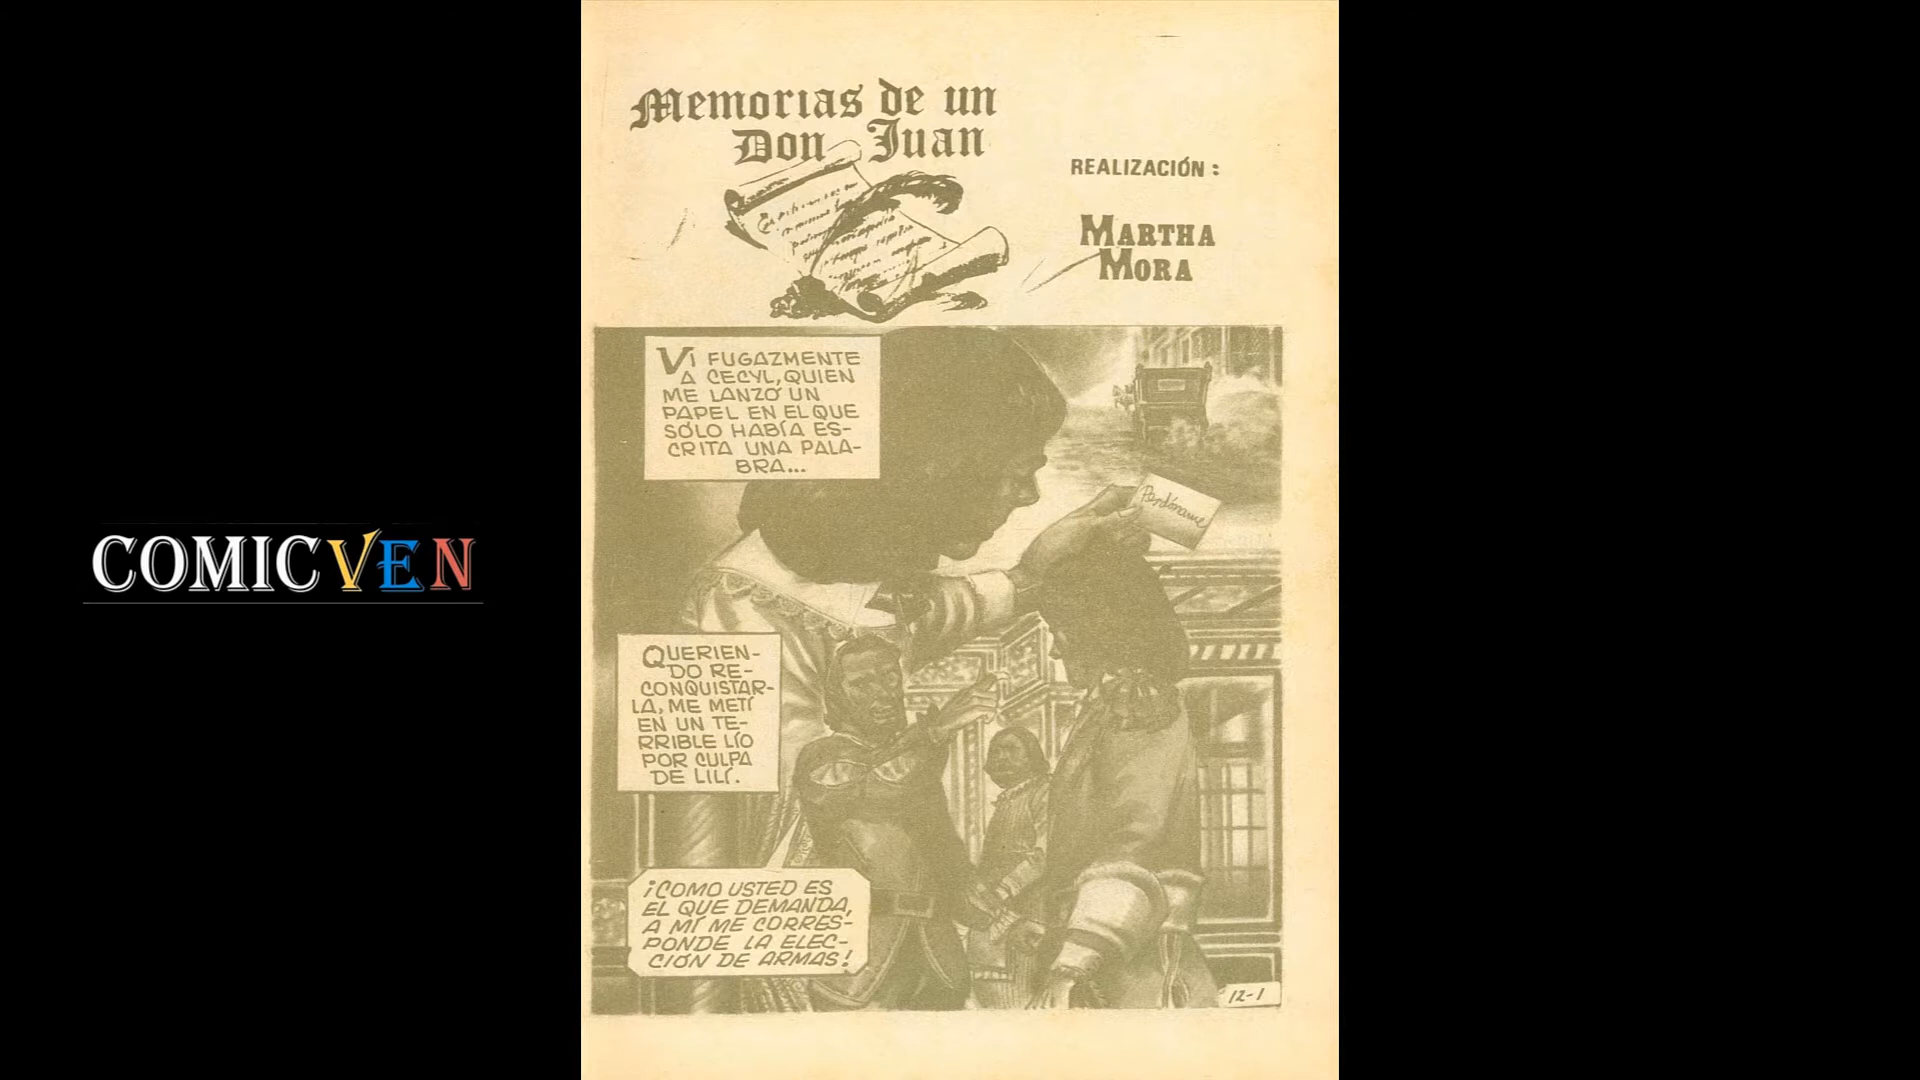 Memorias de un
Don Juan
REALIZACIÓN:
MARTHA
MORA
VI FUGAZMENTE
A CECYL, QUIEN
ME LANZÓ UN
PAPEL EN EL QUE
SÓLO HABÍA ES-
CRITA UNA PALA-
BRA...
Perdóname
COMICVEN
QUERIEN-
DO RE-
CONQUISTAR-
LA, ME METÍ
EN UN TE-
RRIBLE LÍO
POR CULPA
DE LILÍ.
¡COMO USTED ES
EL QUE DEMANDA,
A MÍ ME CORRES-
PONDE LA ELEC-
CIÓN DE ARMAS!
12-1